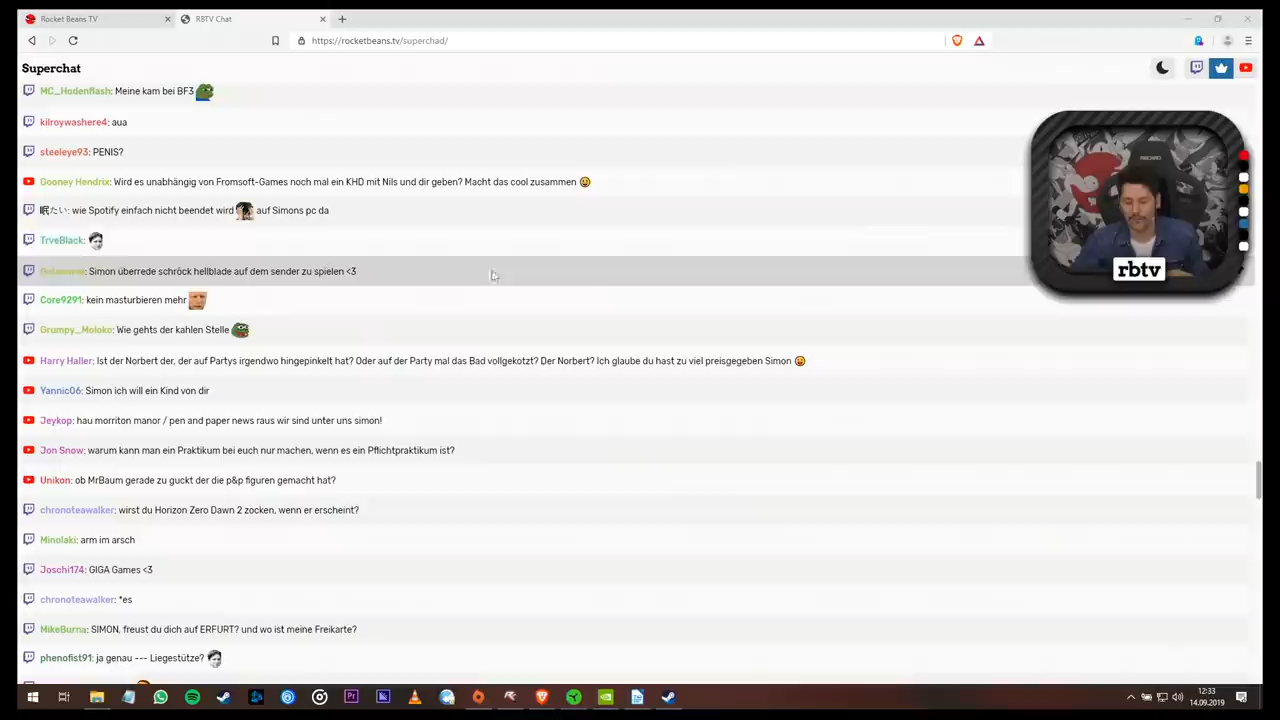 Rocket Beans TV
RBTV Chat
https://rocketbeans.tv/superchad/
Superchat
MC_Hodenflash: Meine kam bei BF3
kilroywashere4: aua
steeleye93: PENIS?
Gooney Hendrix: Wird es unabhängig von Fromsoft-Games noch mal ein KHD mit Nils und dir geben? Macht das cool zusammen 😀
眠たい: wie Spotify einfach nicht beendet wird auf Simons pc da
TrveBlack:
Simon überrede schröck hellblade auf dem sender zu spielen <3
Core9291: kein masturbieren mehr
Grumpy_Moloko: Wie gehts der kahlen Stelle
Harry Haller: Ist der Norbert der, der auf Partys irgendwo hingepinkelt hat? Oder auf der Party mal das Bad vollgekotzt? Der Norbert? Ich glaube du hast zu viel preisgegeben Simon 😛
Yannic06: Simon ich will ein Kind von dir
Jeykop: hau morriton manor / pen and paper news raus wir sind unter uns simon!
Jon Snow: warum kann man ein Praktikum bei euch nur machen, wenn es ein Pflichtpraktikum ist?
Unikon: ob MrBaum gerade zu guckt der die p&p figuren gemacht hat?
chronoteawalker: wirst du Horizon Zero Dawn 2 zocken, wenn er erscheint?
Minolaki: arm im arsch
Joschi174: GIGA Games <3
chronoteawalker: *es
MikeBurna: SIMON, freust du dich auf ERFURT? und wo ist meine Freikarte?
phenofist91: ja genau --- Liegestütze?
rbtv
12:33
14.09.2019